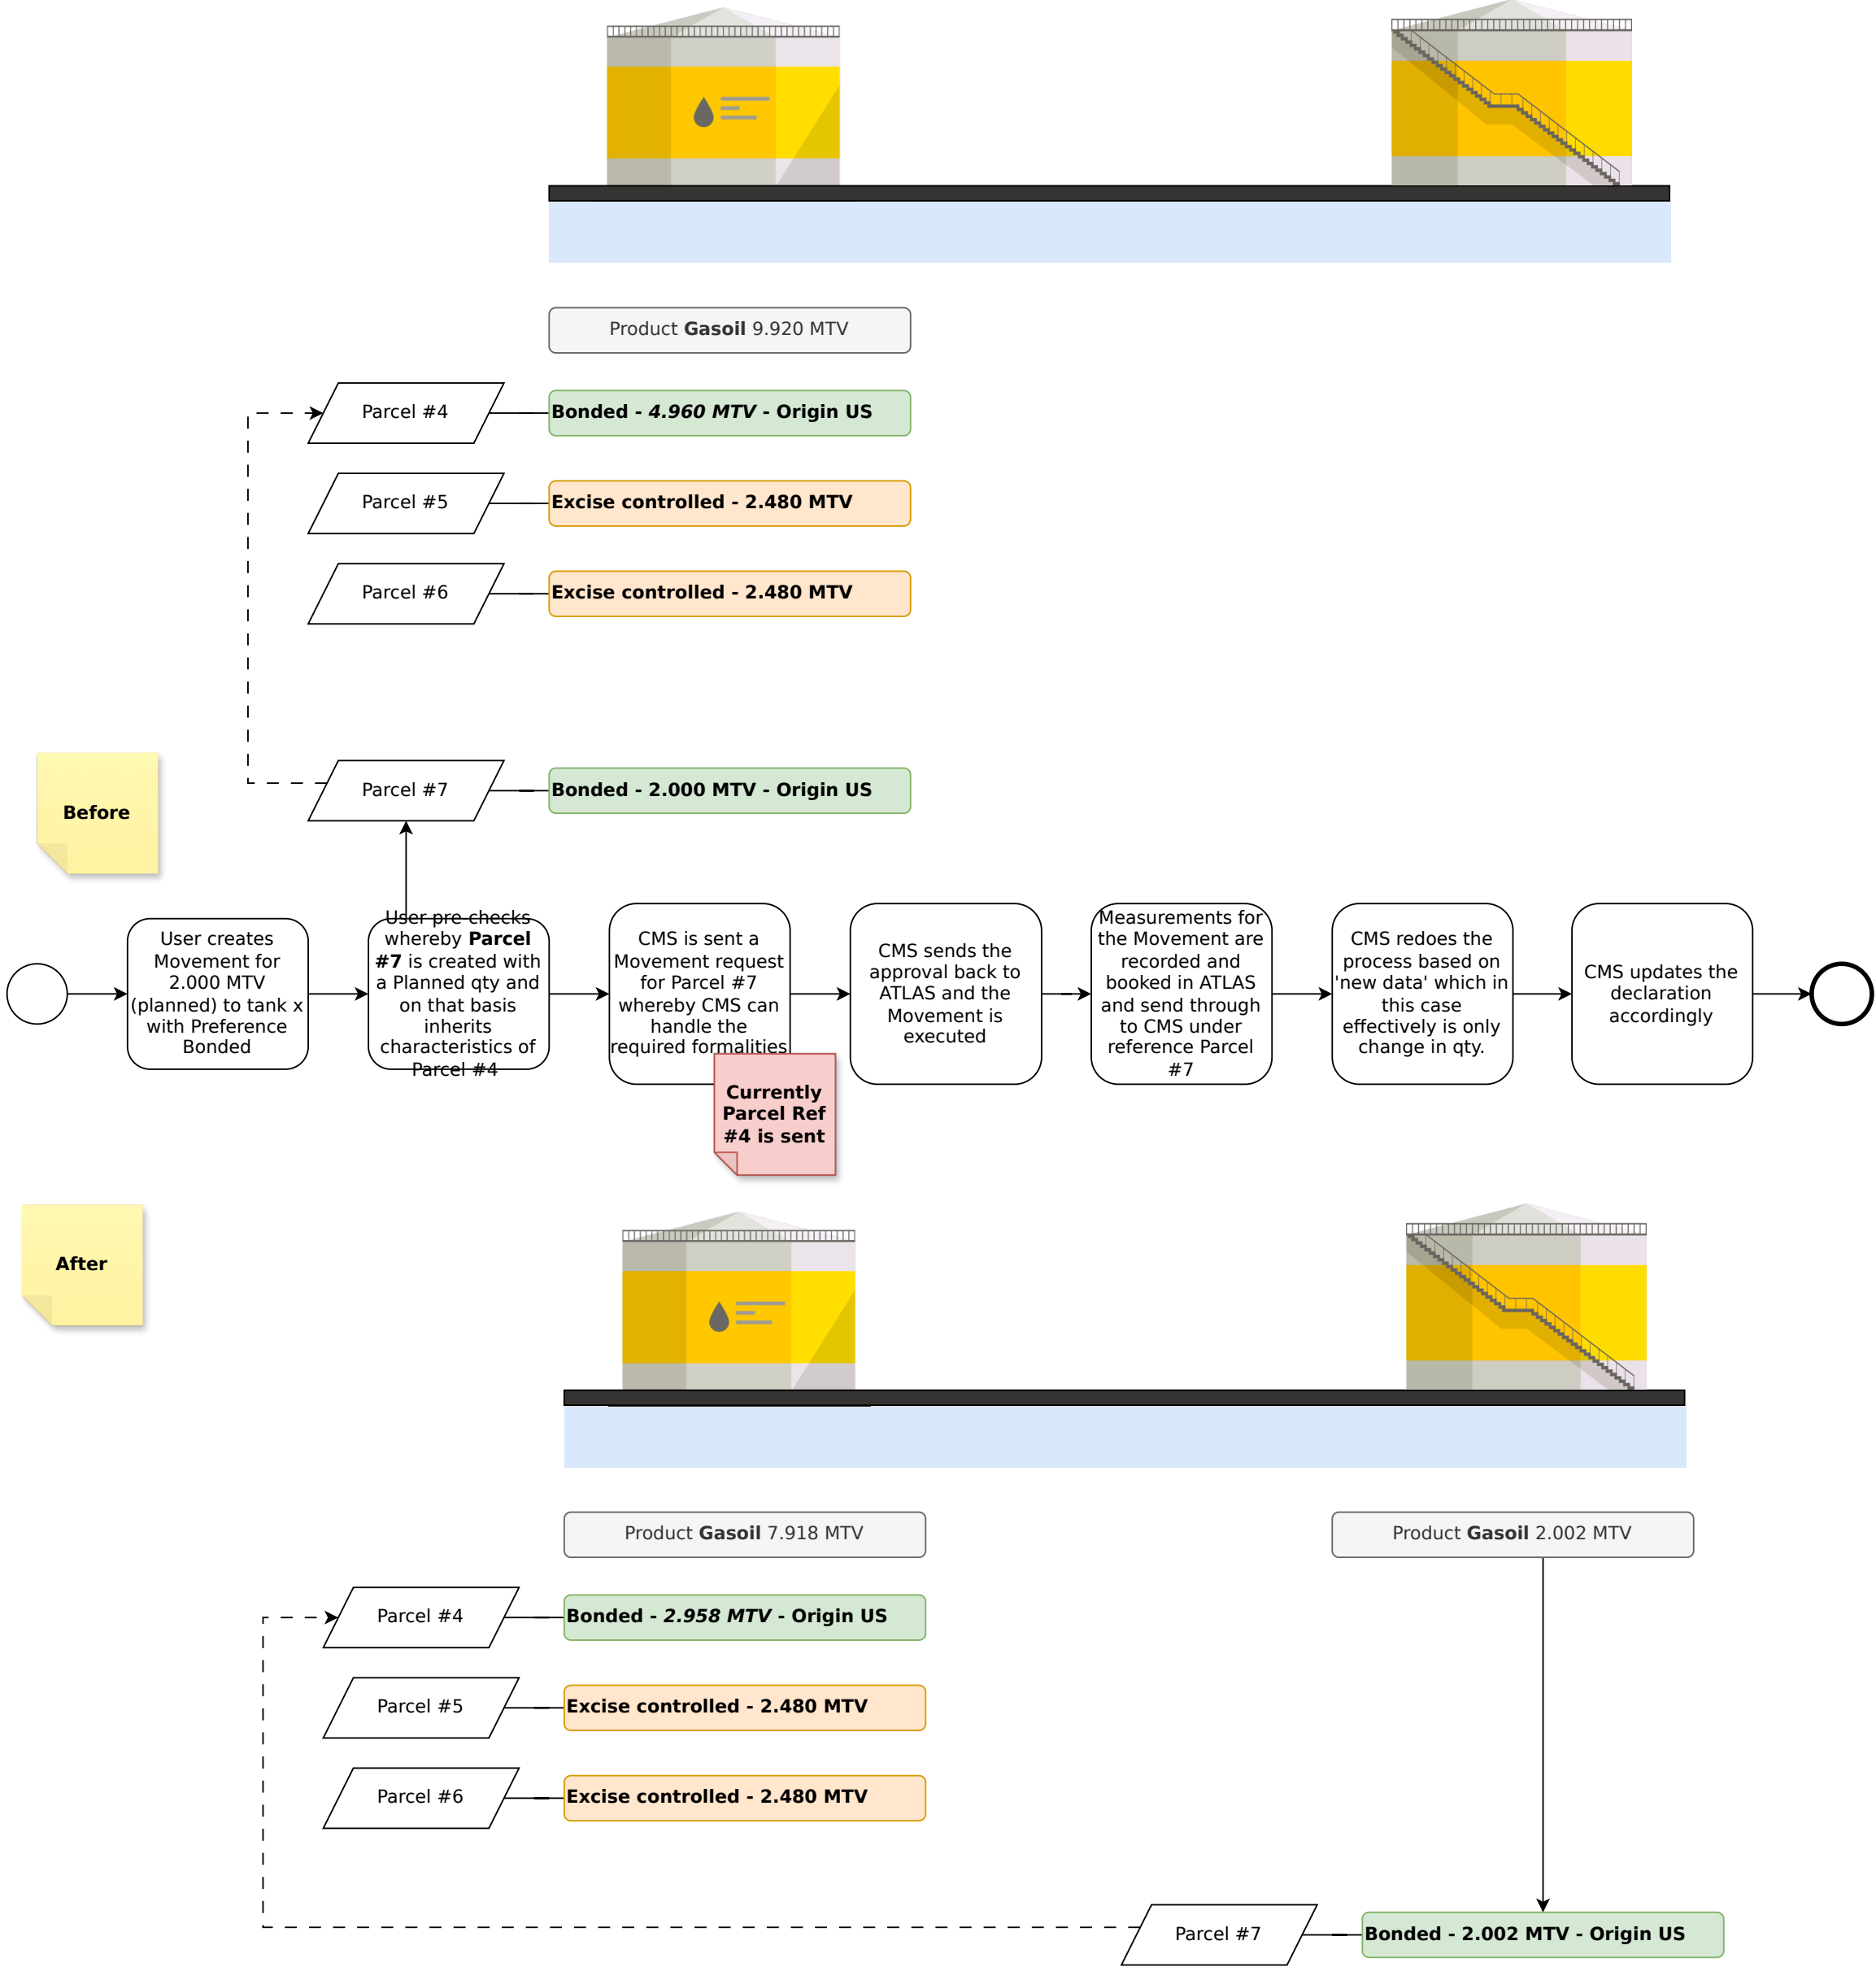 Product Gasoil 9.920 MTV
Parcel #4
Bonded - 4.960 MTV - Origin US
Parcel #5
Excise controlled - 2.480 MTV
Parcel #6
Excise controlled - 2.480 MTV
Parcel #7
Bonded - 2.000 MTV - Origin US
Before
User creates
Movement for
2.000 MTV
(planned) to tank x
with Preference
Bonded
User pre-checks
whereby Parcel
#7 is created with
a Planned qty and
on that basis
inherits
characteristics of
Parcel #4
CMS is sent a
Movement request
for Parcel #7
whereby CMS can
handle the
required formalities
Currently
Parcel Ref
#4 is sent
CMS sends the
approval back to
ATLAS and the
Movement is
executed
Measurements for
the Movement are
recorded and
booked in ATLAS
and send through
to CMS under
reference Parcel
#7
CMS redoes the
process based on
'new data' which in
this case
effectively is only
change in qty.
CMS updates the
declaration
accordingly
After
Product Gasoil 7.918 MTV
Product Gasoil 2.002 MTV
Parcel #4
Bonded - 2.958 MTV - Origin US
Parcel #5
Excise controlled - 2.480 MTV
Parcel #6
Excise controlled - 2.480 MTV
Parcel #7
Bonded - 2.002 MTV - Origin US